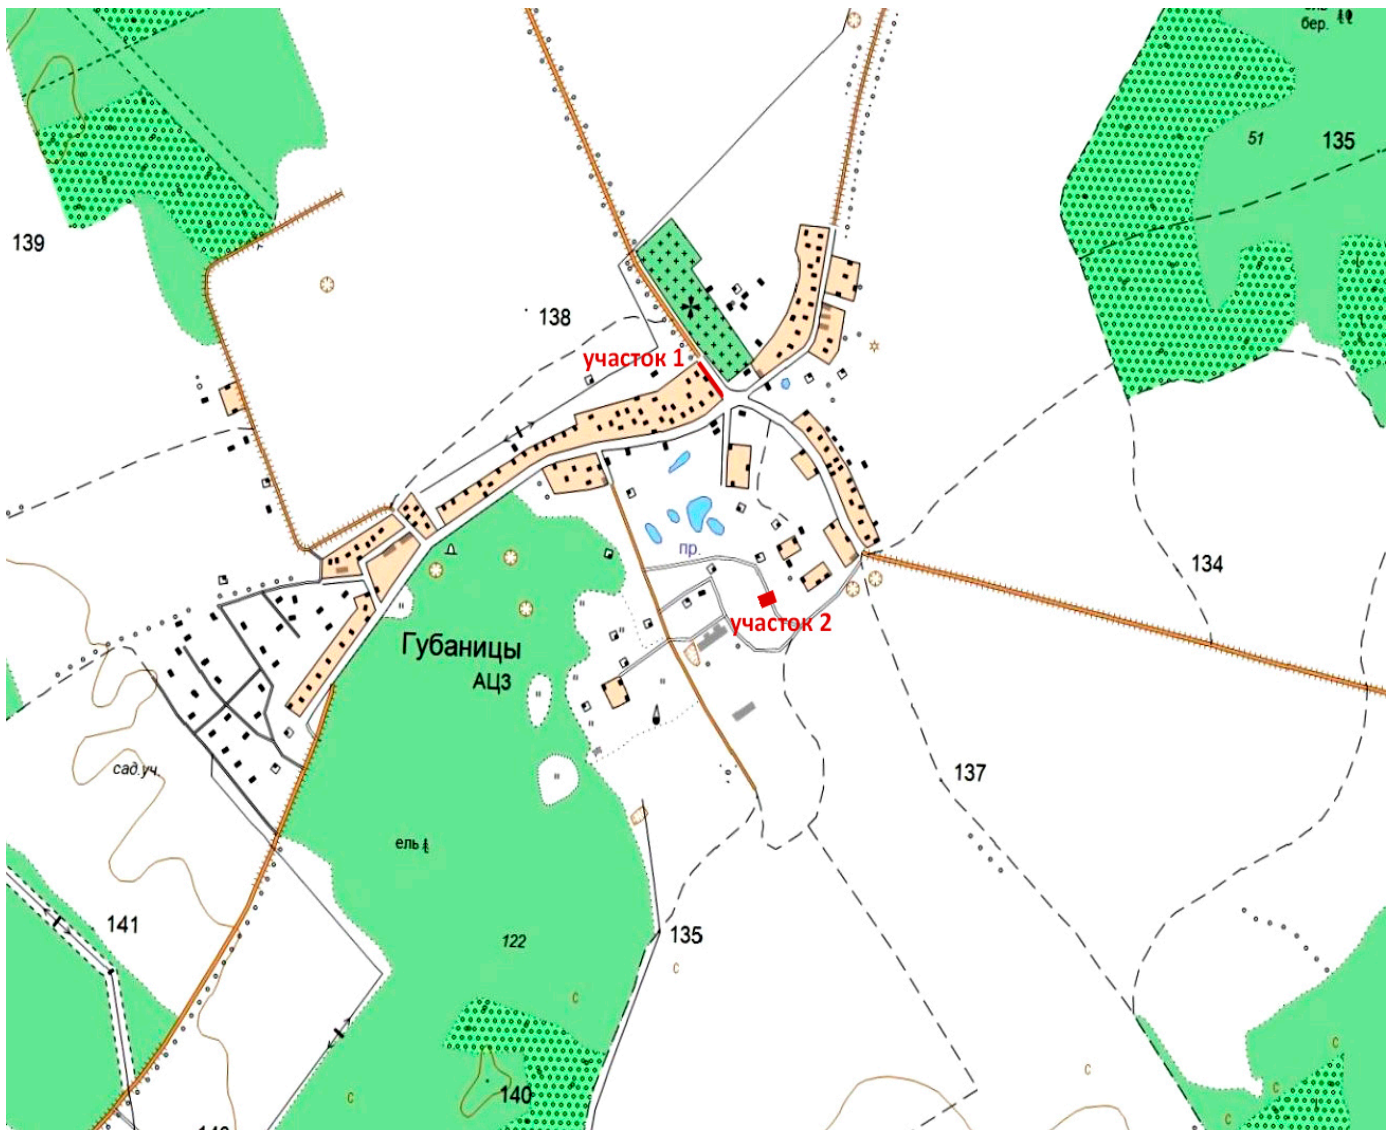 бер.
51
135
139
138
участок 1
134
пр.
участок 2
Губаницы
АЦЗ
сад.уч.
137
ель
141
122
135
с
с
с
с
с
с
с
140